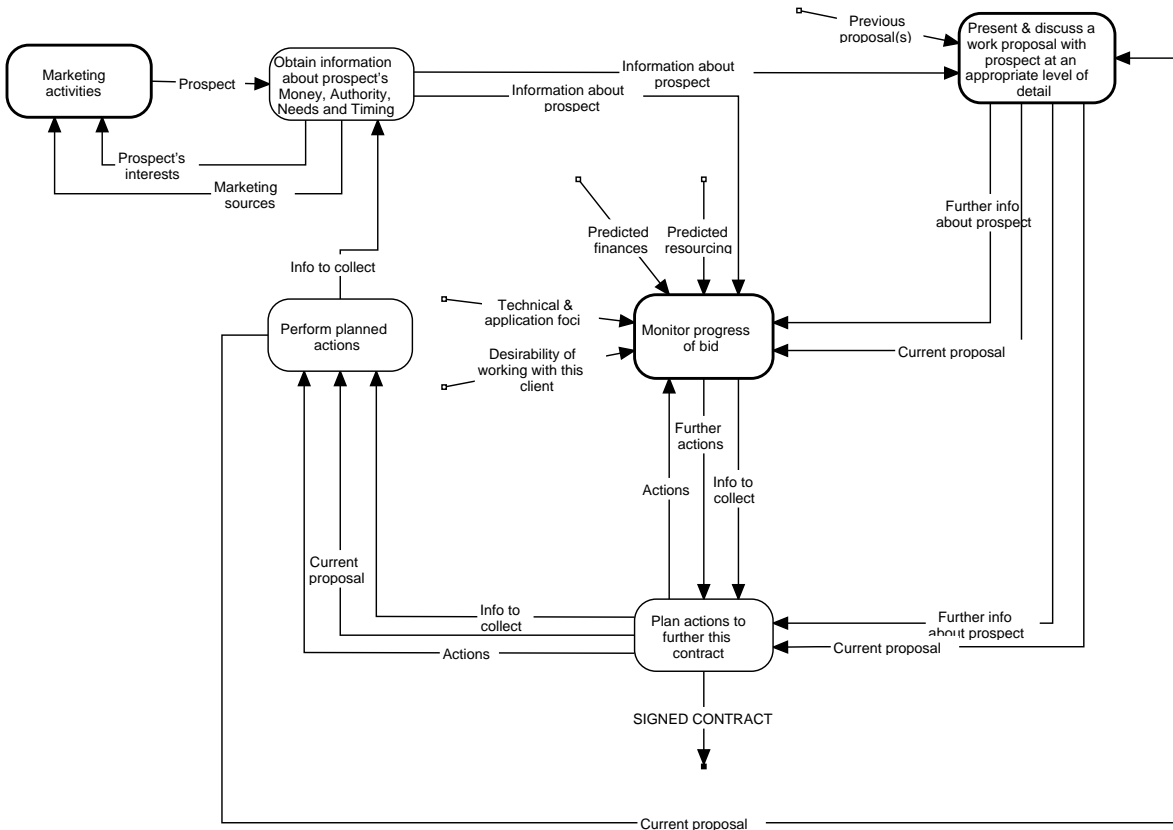 Previous
proposal(s)
Present & discuss a
work proposal with
prospect at an
appropriate level of
detail
Marketing
activities
Prospect
Obtain information
about prospect's
Money, Authority,
Needs and Timing
Information about
prospect
Information about
prospect
Prospect's
interests
Marketing
sources
Further info
about prospect
Predicted
finances
Predicted
resourcing
Info to collect
Technical &
application foci
Perform planned
actions
Monitor progress
of bid
Current proposal
Desirability of
working with this
client
Further
actions
Actions
Info to
collect
Current
proposal
Info to
collect
Actions
Plan actions to
further this
contract
Further info
about prospect
Current proposal
SIGNED CONTRACT
Current proposal